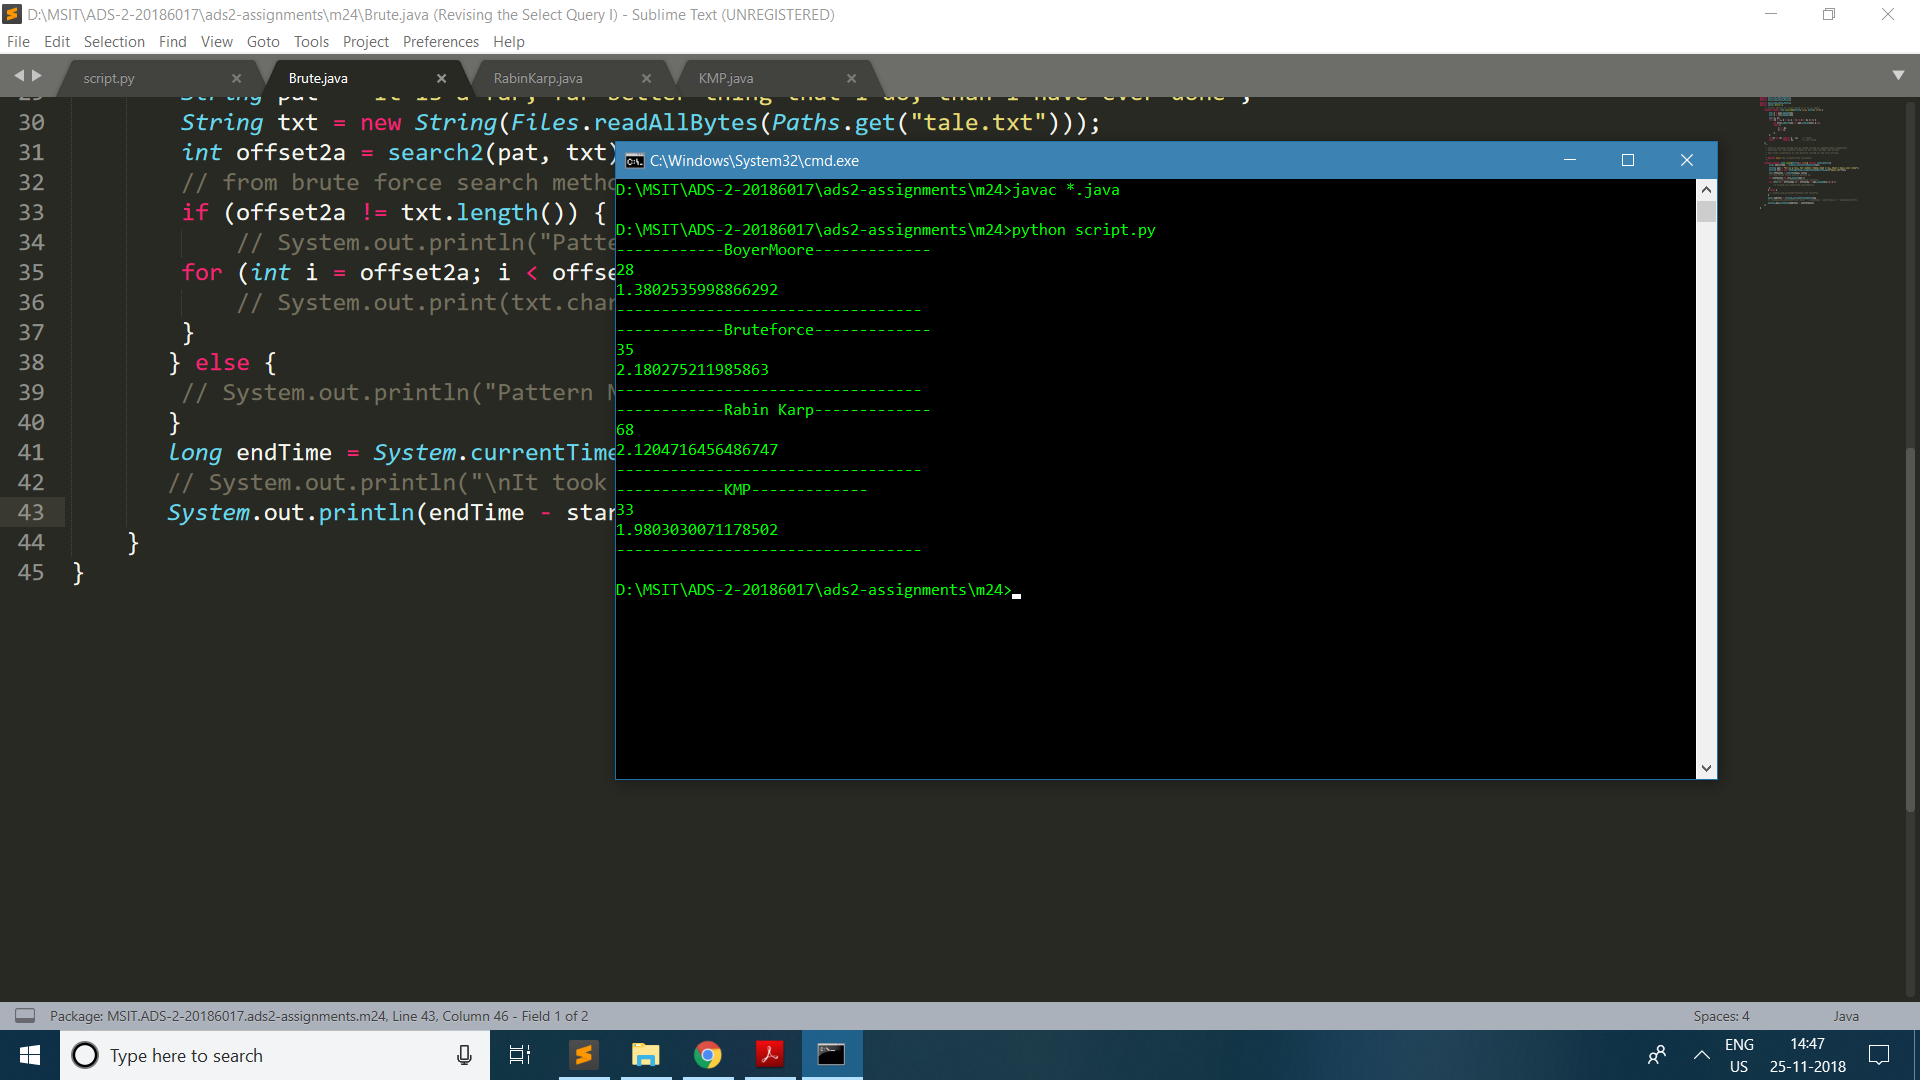 D:\MSIT\ADS-2-20186017\ads2-assignments\m24\Brute.java (Revising the Select Query I) - Sublime Text (UNREGISTERED)
File Edit Selection Find View Goto Tools Project Preferences Help
script.py Brute.java RabinKarp.java KMP.java
30 String txt = new String(Files.readAllBytes(Paths.get("tale.txt")));
31 int offset2a = search2(pat, txt)
32 // from brute force search metho
33 if (offset2a != txt.length()) {
34 // System.out.println("Patte
35 for (int i = offset2a; i < offse
36 // System.out.print(txt.char
37 }
38 } else {
39 // System.out.println("Pattern N
40 }
41 long endTime = System.currentTime
42 // System.out.println("\nIt took
43 System.out.println(endTime - star
44 }
45 }
C:\Windows\System32\cmd.exe
D:\MSIT\ADS-2-20186017\ads2-assignments\m24>javac *.java
D:\MSIT\ADS-2-20186017\ads2-assignments\m24>python script.py
------------BoyerMoore-------------
28
1.3802535998866292
----------------------------------
------------Bruteforce-------------
35
2.180275211985863
----------------------------------
------------Rabin Karp-------------
68
2.1204716456486747
----------------------------------
------------KMP-------------
33
1.9803030071178502
----------------------------------
D:\MSIT\ADS-2-20186017\ads2-assignments\m24>
Package: MSIT.ADS-2-20186017.ads2-assignments.m24, Line 43, Column 46 - Field 1 of 2 Spaces: 4 Java
Type here to search
ENG
US
14:47
25-11-2018